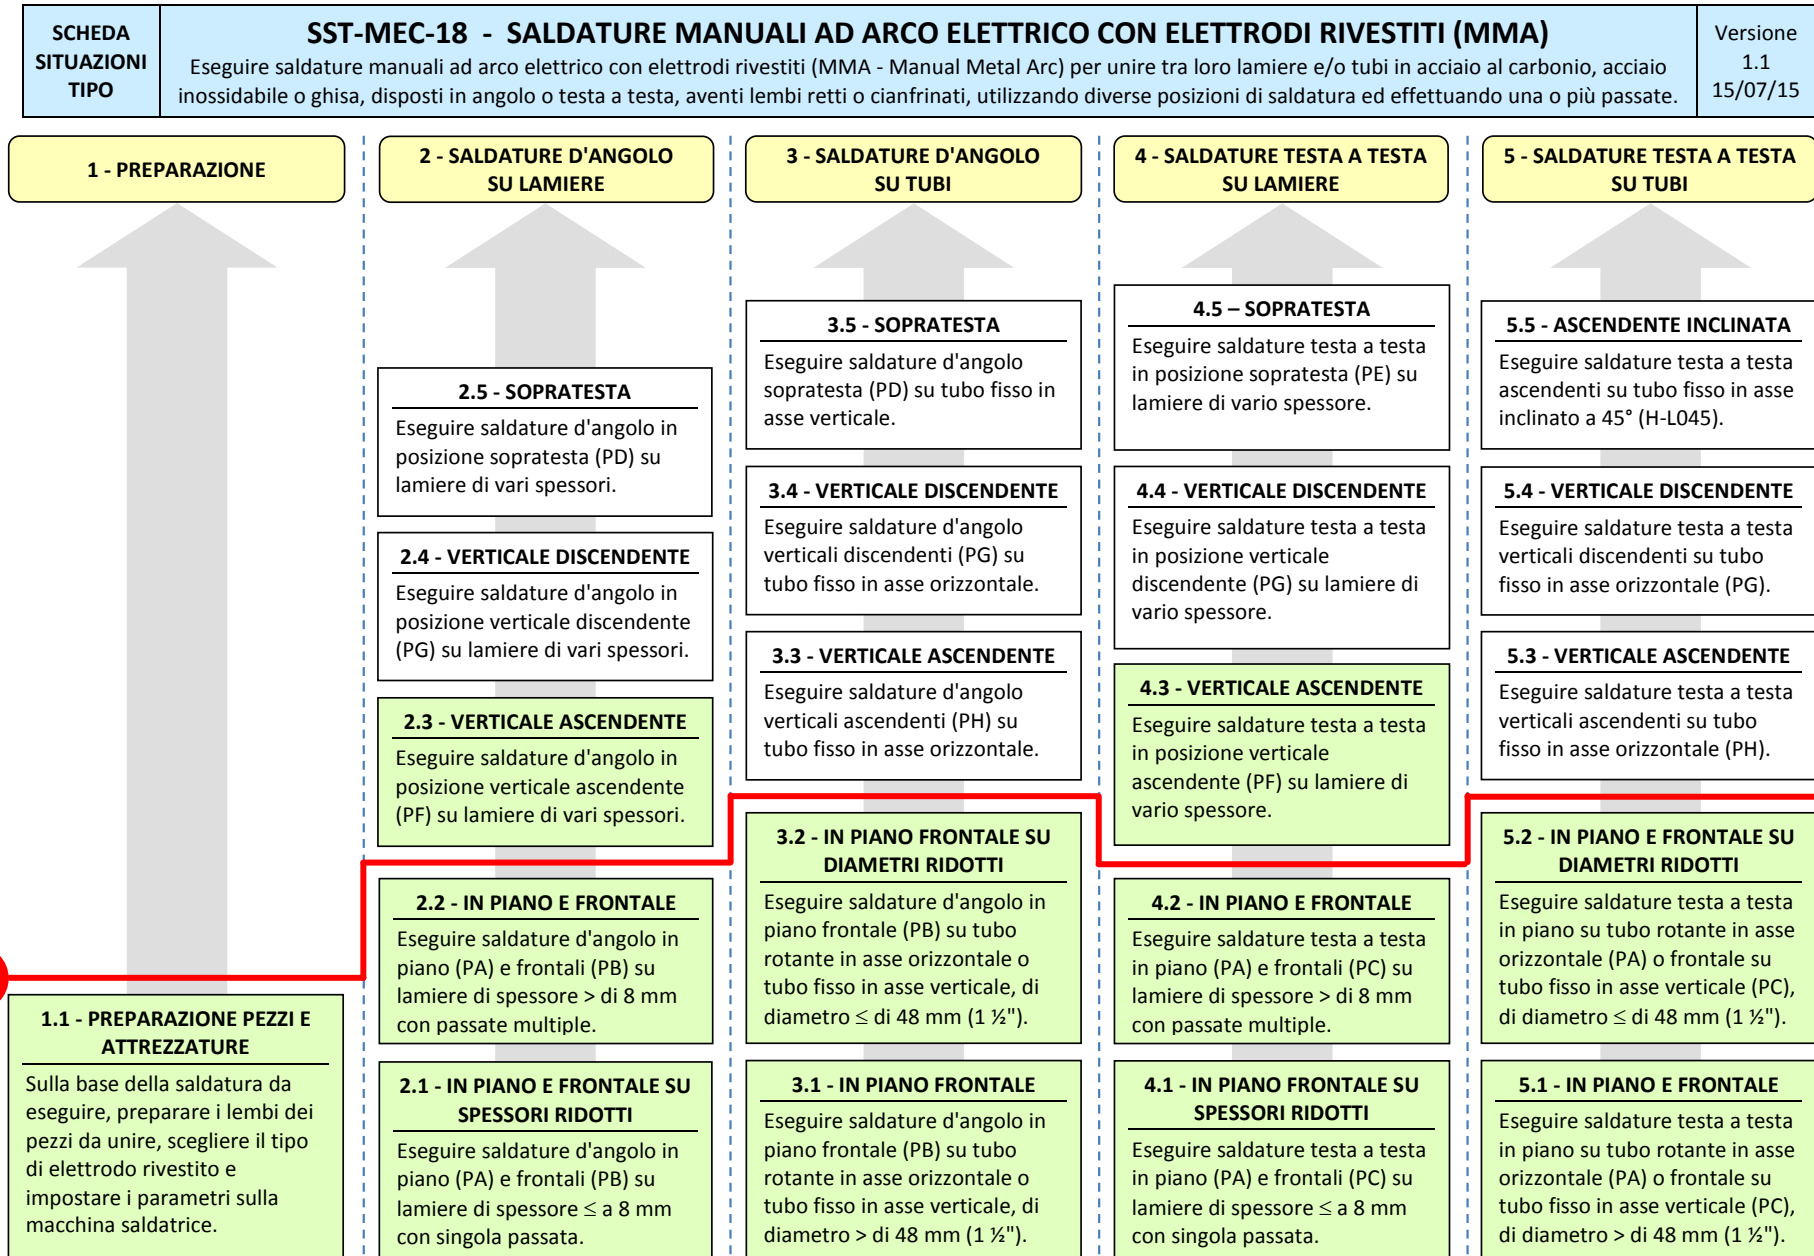 SCHEDA
SITUAZIONI
TIPO
SST-MEC-18 - SALDATURE MANUALI AD ARCO ELETTRICO CON ELETTRODI RIVESTITI (MMA)
Eseguire saldature manuali ad arco elettrico con elettrodi rivestiti (MMA - Manual Metal Arc) per unire tra loro lamiere e/o tubi in acciaio al carbonio, acciaio
inossidabile o ghisa, disposti in angolo o testa a testa, aventi lembi retti o cianfrinati, utilizzando diverse posizioni di saldatura ed effettuando una o più passate.
Versione
1.1
15/07/15
1 - PREPARAZIONE
1.1 - PREPARAZIONE PEZZI E
ATTREZZATURE
Sulla base della saldatura da
eseguire, preparare i lembi dei
pezzi da unire, scegliere il tipo
di elettrodo rivestito e
impostare i parametri sulla
macchina saldatrice.
2 - SALDATURE D'ANGOLO
SU LAMIERE
2.5 - SOPRATESTA
Eseguire saldature d'angolo in
posizione sopratesta (PD) su
lamiere di vari spessori.
2.4 - VERTICALE DISCENDENTE
Eseguire saldature d'angolo in
posizione verticale discendente
(PG) su lamiere di vari spessori.
2.3 - VERTICALE ASCENDENTE
Eseguire saldature d'angolo in
posizione verticale ascendente
(PF) su lamiere di vari spessori.
2.2 - IN PIANO E FRONTALE
Eseguire saldature d'angolo in
piano (PA) e frontali (PB) su
lamiere di spessore > di 8 mm
con passate multiple.
2.1 - IN PIANO E FRONTALE SU
SPESSORI RIDOTTI
Eseguire saldature d'angolo in
piano (PA) e frontali (PB) su
lamiere di spessore ≤ a 8 mm
con singola passata.
3 - SALDATURE D'ANGOLO
SU TUBI
3.5 - SOPRATESTA
Eseguire saldature d'angolo
sopratesta (PD) su tubo fisso in
asse verticale.
3.4 - VERTICALE DISCENDENTE
Eseguire saldature d'angolo
verticali discendenti (PG) su
tubo fisso in asse orizzontale.
3.3 - VERTICALE ASCENDENTE
Eseguire saldature d'angolo
verticali ascendenti (PH) su
tubo fisso in asse orizzontale.
3.2 - IN PIANO FRONTALE SU
DIAMETRI RIDOTTI
Eseguire saldature d'angolo in
piano frontale (PB) su tubo
rotante in asse orizzontale o
tubo fisso in asse verticale, di
diametro ≤ di 48 mm (1 ½").
3.1 - IN PIANO FRONTALE
Eseguire saldature d'angolo in
piano frontale (PB) su tubo
rotante in asse orizzontale o
tubo fisso in asse verticale, di
diametro > di 48 mm (1 ½").
4 - SALDATURE TESTA A TESTA
SU LAMIERE
4.5 – SOPRATESTA
Eseguire saldature testa a testa
in posizione sopratesta (PE) su
lamiere di vario spessore.
4.4 - VERTICALE DISCENDENTE
Eseguire saldature testa a testa
in posizione verticale
discendente (PG) su lamiere di
vario spessore.
4.3 - VERTICALE ASCENDENTE
Eseguire saldature testa a testa
in posizione verticale
ascendente (PF) su lamiere di
vario spessore.
4.2 - IN PIANO E FRONTALE
Eseguire saldature testa a testa
in piano (PA) e frontali (PC) su
lamiere di spessore > di 8 mm
con passate multiple.
4.1 - IN PIANO FRONTALE SU
SPESSORI RIDOTTI
Eseguire saldature testa a testa
in piano (PA) e frontali (PC) su
lamiere di spessore ≤ a 8 mm
con singola passata.
5 - SALDATURE TESTA A TESTA
SU TUBI
5.5 - ASCENDENTE INCLINATA
Eseguire saldature testa a testa
ascendenti su tubo fisso in asse
inclinato a 45° (H-L045).
5.4 - VERTICALE DISCENDENTE
Eseguire saldature testa a testa
verticali discendenti su tubo
fisso in asse orizzontale (PG).
5.3 - VERTICALE ASCENDENTE
Eseguire saldature testa a testa
verticali ascendenti su tubo
fisso in asse orizzontale (PH).
5.2 - IN PIANO E FRONTALE SU
DIAMETRI RIDOTTI
Eseguire saldature testa a testa
in piano su tubo rotante in asse
orizzontale (PA) o frontale su
tubo fisso in asse verticale (PC),
di diametro ≤ di 48 mm (1 ½").
5.1 - IN PIANO E FRONTALE
Eseguire saldature testa a testa
in piano su tubo rotante in asse
orizzontale (PA) o frontale su
tubo fisso in asse verticale (PC),
di diametro > di 48 mm (1 ½").